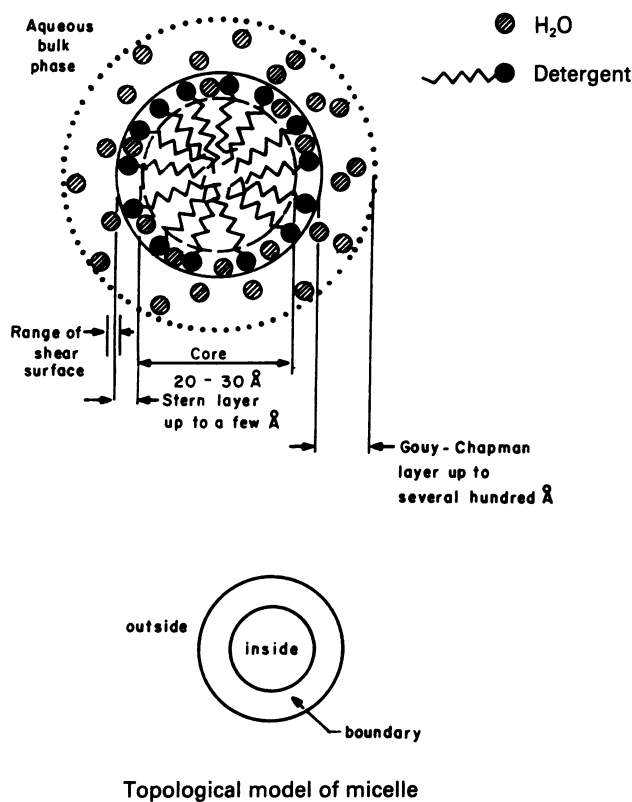 Aqueous
bulk
phase
H₂O
Detergent
Range of
shear
surface
Core
20 - 30 Å
Stern layer
up to a few Å
Gouy-Chapman
layer up to
several hundred Å
outside
inside
boundary
Topological model of micelle